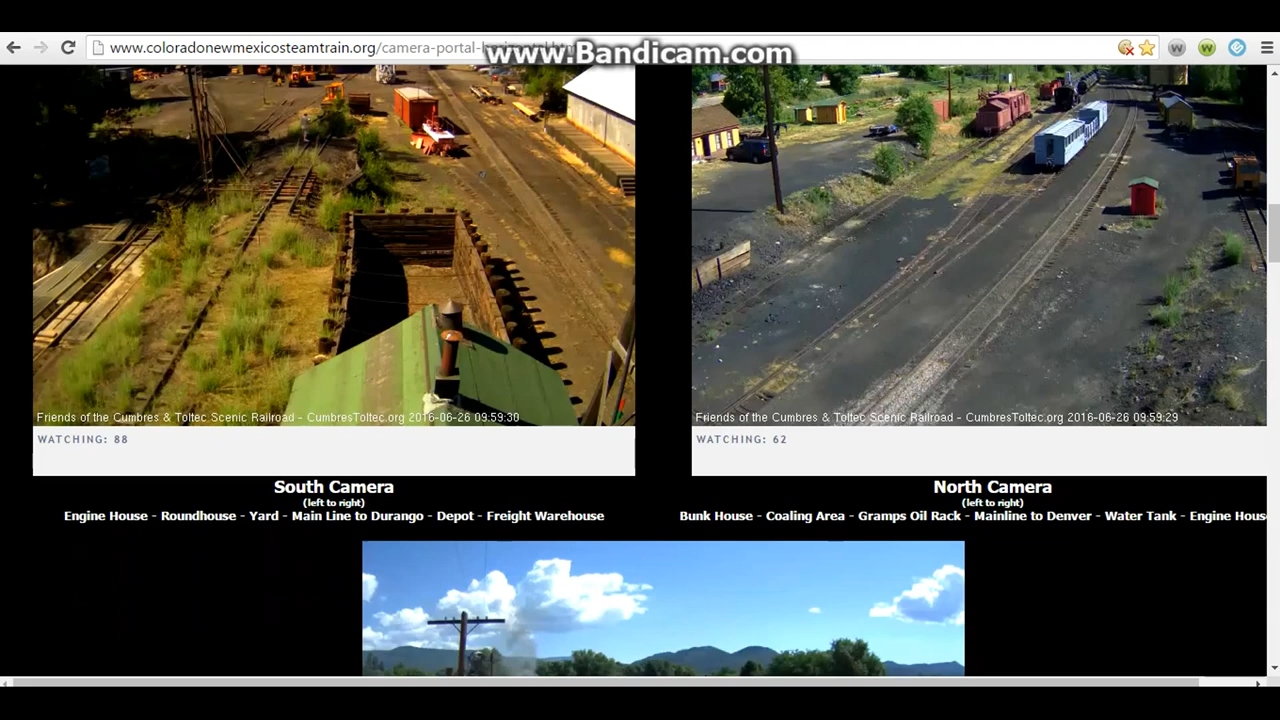 www.Bandicam.com
www.coloradonewmexicosteamtrain.org/camera-portal-
Friends of the Cumbres & Toltec Scenic Railroad - CumbresToltec.org 2016-06-26 09:59:30
WATCHING: 88
South Camera
(left to right)
Engine House - Roundhouse - Yard - Main Line to Durango - Depot - Freight Warehouse
Friends of the Cumbres & Toltec Scenic Railroad - CumbresToltec.org 2016-06-26 09:59:29
WATCHING: 62
North Camera
(left to right)
Bunk House - Coaling Area - Gramps Oil Rack - Mainline to Denver - Water Tank - Engine Hous